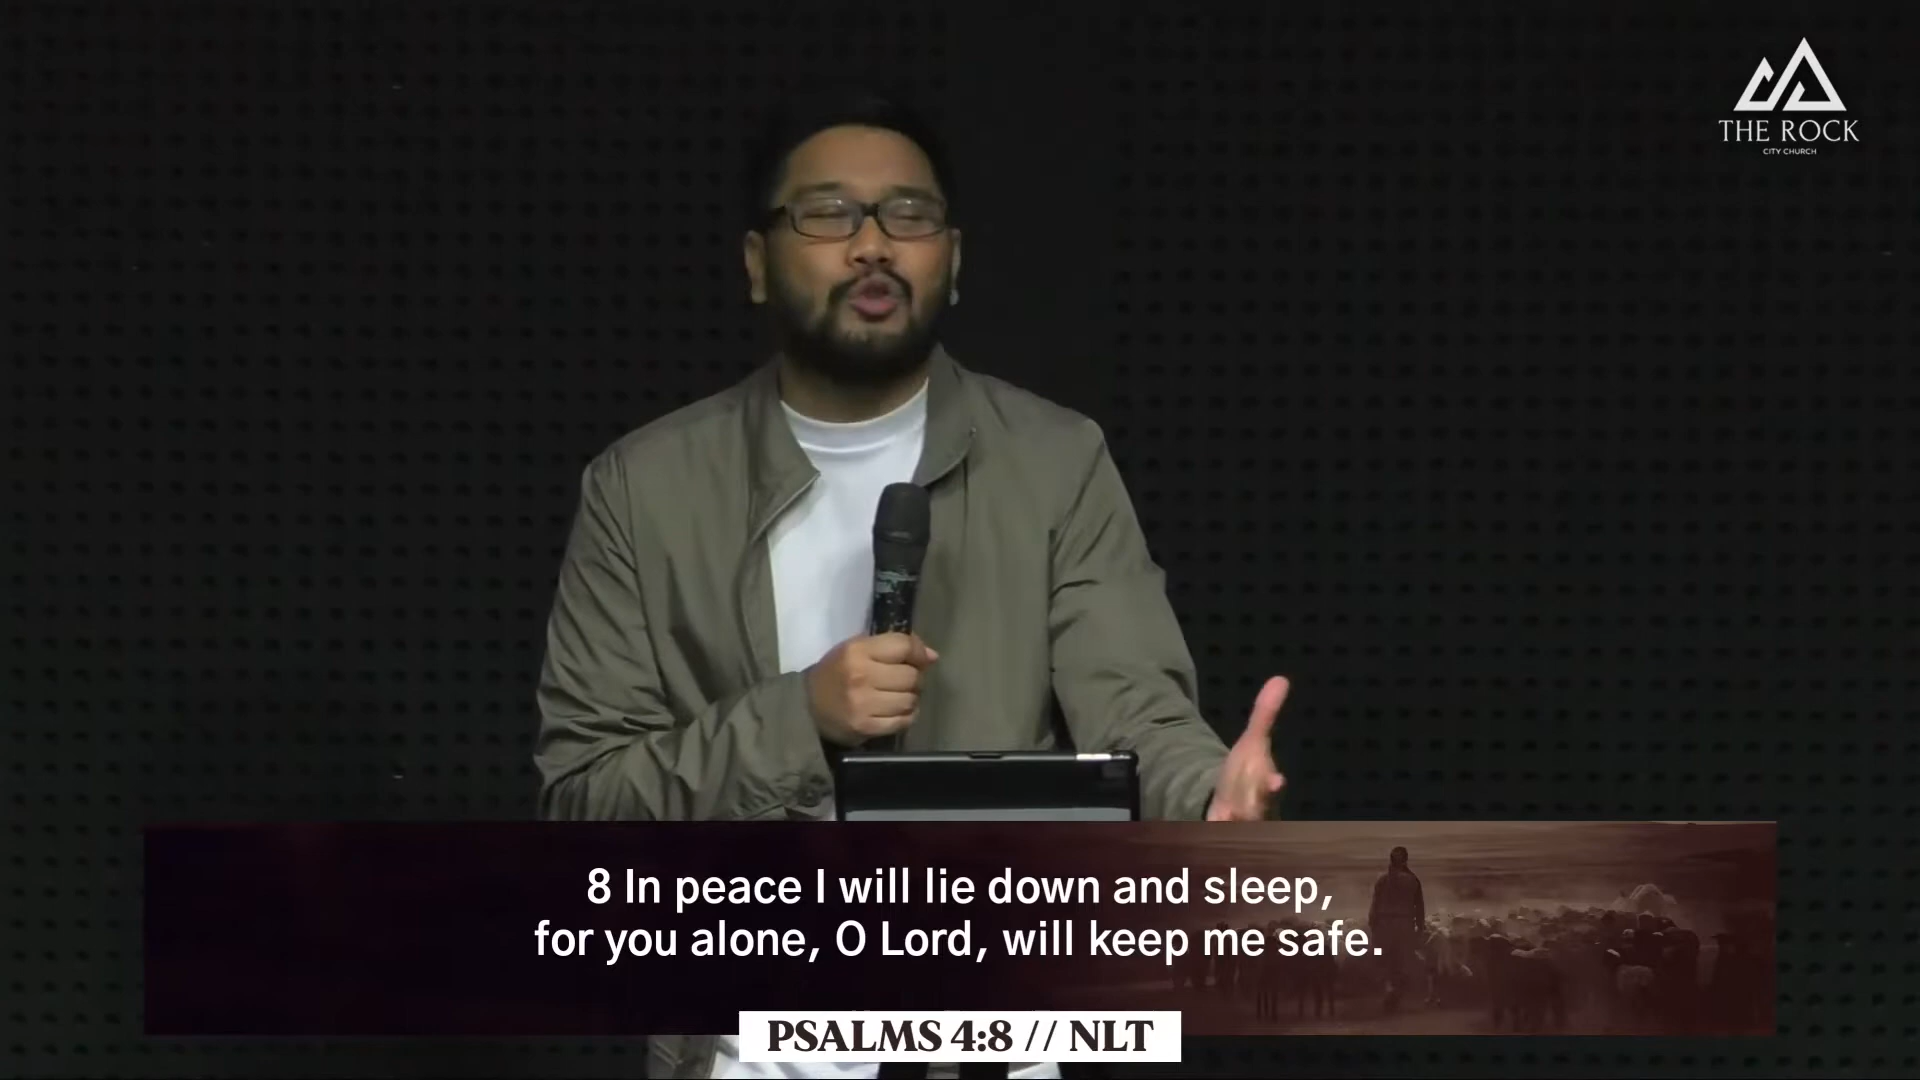 THE ROCK
CITY CHURCH
8 In peace I will lie down and sleep,
for you alone, O Lord, will keep me safe.
PSALMS 4:8 // NLT